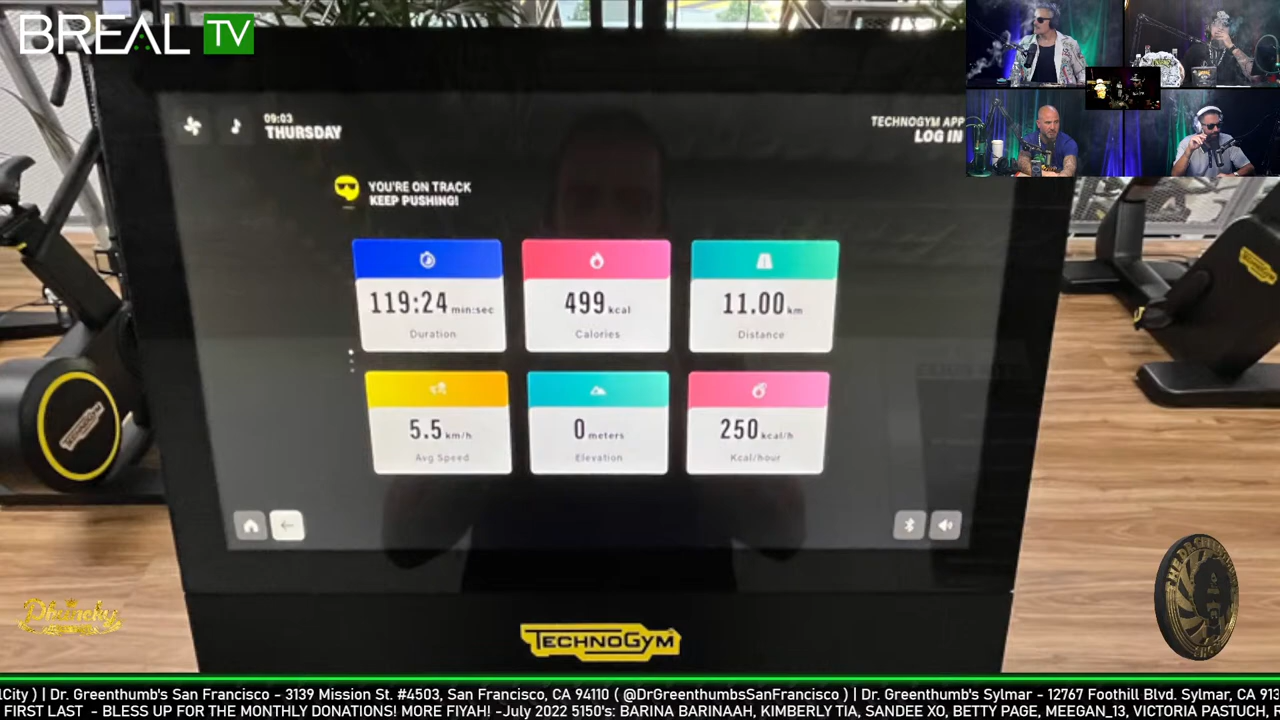 BREAL TV
09:03
THURSDAY
TECHNOGYM APP
LOG IN
YOU'RE ON TRACK
KEEP PUSHING!
119:24 min:sec
Duration
499 kcal
Calories
11.00 km
Distance
5.5 km/h
Avg Speed
0 meters
Elevation
250 kcal/h
Kcal/hour
TECHNOGYM
TECHNOGYM
lCity ) | Dr. Greenthumb's San Francisco - 3139 Mission St. #4503, San Francisco, CA 94110 ( @DrGreenthumbsSanFrancisco ) | Dr. Greenthumb's Sylmar - 12767 Foothill Blvd. Sylmar, CA 913
FIRST LAST - BLESS UP FOR THE MONTHLY DONATIONS! MORE FIYAH! -July 2022 5150's: BARINA BARINAAH, KIMBERLY TIA, SANDEE XO, BETTY PAGE, MEEGAN_13, VICTORIA PASTUCH. R